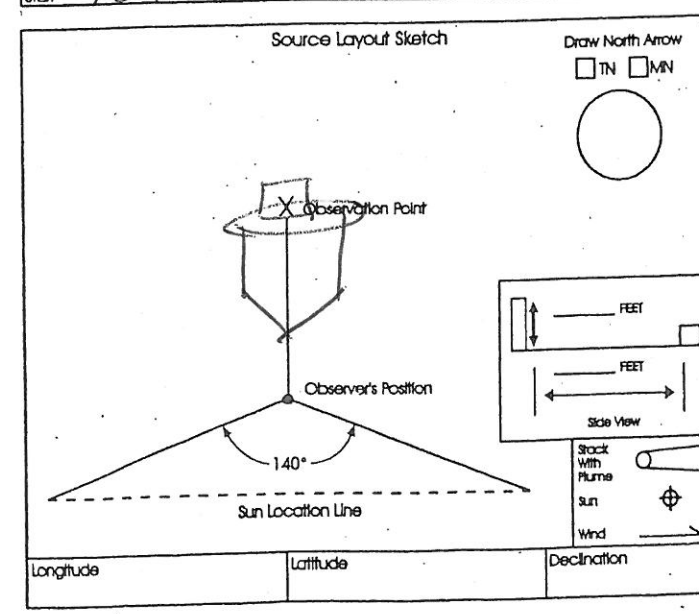 Source Layout Sketch
Draw North Arrow
TN MN
X Observation Point
FEET
FEET
Side View
Observer's Position
140°
Sun Location Line
Stack
With
Plume
Sun
Wind
Longitude
Latitude
Declination